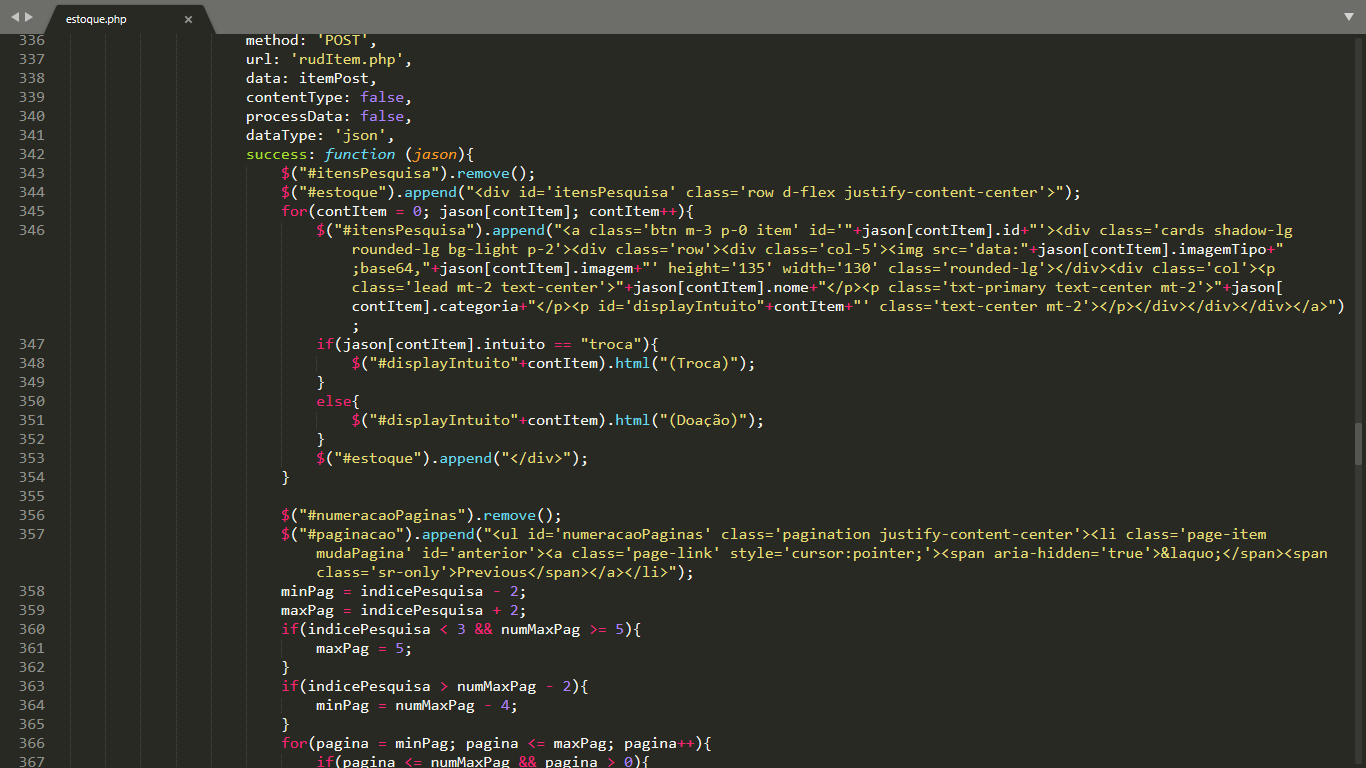 estoque.php ×
336 method: 'POST',
337 url: 'rudItem.php',
338 data: itemPost,
339 contentType: false,
340 processData: false,
341 dataType: 'json',
342 success: function (jason){
343 $("#itensPesquisa").remove();
344 $("#estoque").append("<div id='itensPesquisa' class='row d-flex justify-content-center'>");
345 for(contItem = 0; jason[contItem]; contItem++){
346 $("#itensPesquisa").append("<a class='btn m-3 p-0 item' id='"+jason[contItem].id+"'><div class='cards shadow-lg
rounded-lg bg-light p-2'><div class='row'><div class='col-5'><img src='data:"+jason[contItem].imagemTipo+"
;base64,"+jason[contItem].imagem+"' height='135' width='130' class='rounded-lg'></div><div class='col'><p
class='lead mt-2 text-center'>"+jason[contItem].nome+"</p><p class='txt-primary text-center mt-2'>"+jason[
contItem].categoria+"</p><p id='displayIntuito"+contItem+"' class='text-center mt-2'></p></div></div></div></a>")
;
347 if(jason[contItem].intuito == "troca"){
348 $("#displayIntuito"+contItem).html("(Troca)");
349 }
350 else{
351 $("#displayIntuito"+contItem).html("(Doação)");
352 }
353 $("#estoque").append("</div>");
354 }
355
356 $("#numeracaoPaginas").remove();
357 $("#paginacao").append("<ul id='numeracaoPaginas' class='pagination justify-content-center'><li class='page-item
mudaPagina' id='anterior'><a class='page-link' style='cursor:pointer;'><span aria-hidden='true'>&laquo;</span><span
class='sr-only'>Previous</span></a></li>");
358 minPag = indicePesquisa - 2;
359 maxPag = indicePesquisa + 2;
360 if(indicePesquisa < 3 && numMaxPag >= 5){
361 maxPag = 5;
362 }
363 if(indicePesquisa > numMaxPag - 2){
364 minPag = numMaxPag - 4;
365 }
366 for(pagina = minPag; pagina <= maxPag; pagina++){
367 if(pagina <= numMaxPag && pagina > 0){